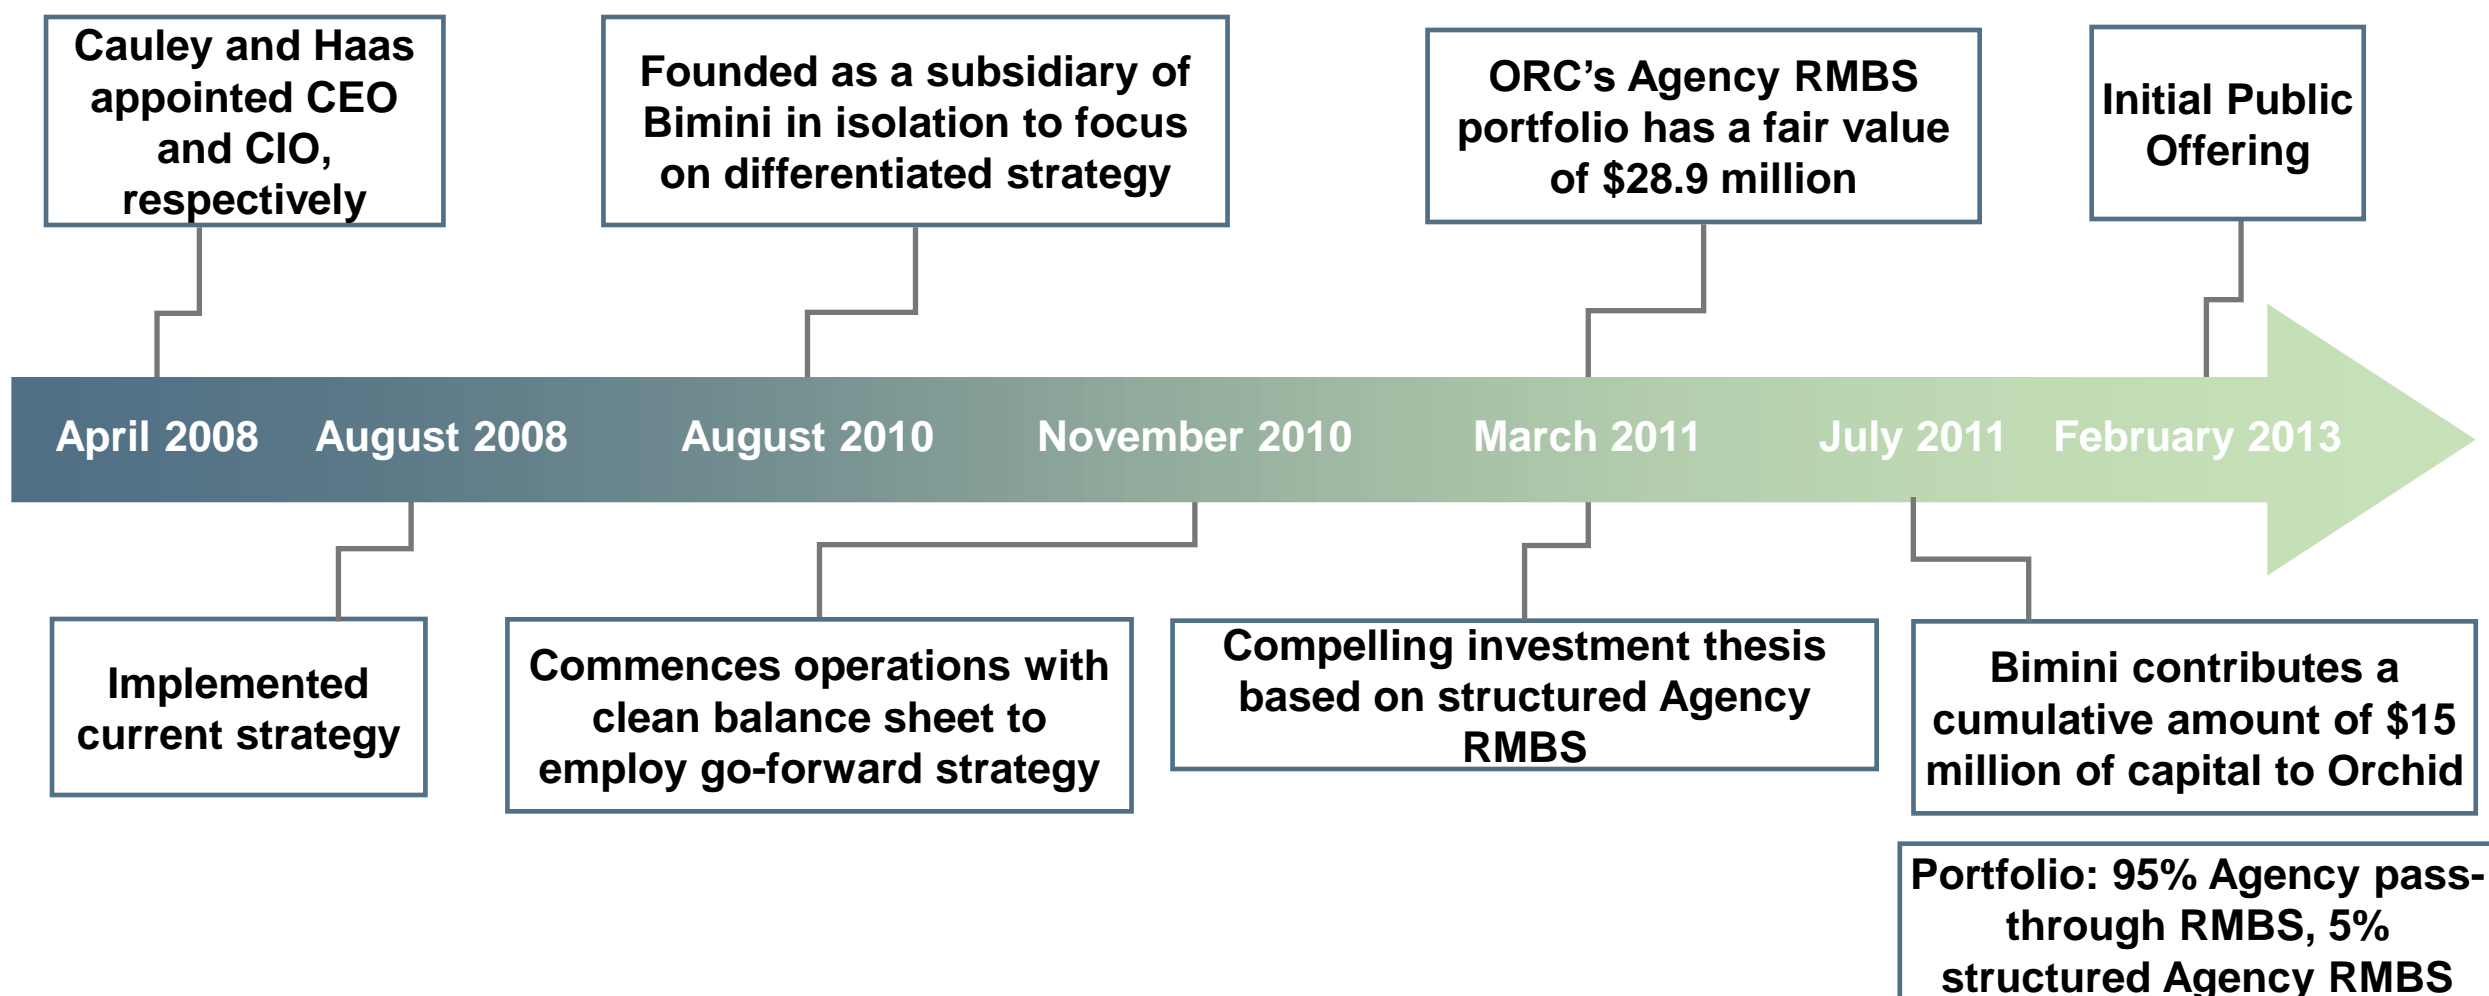 Cauley and Haas
appointed CEO
and CIO,
respectively
Founded as a subsidiary of
Bimini in isolation to focus
on differentiated strategy
ORC’s Agency RMBS
portfolio has a fair value
of $28.9 million
Initial Public
Offering
April 2008
August 2008
August 2010
November 2010
March 2011
July 2011
February 2013
Implemented
current strategy
Commences operations with
clean balance sheet to
employ go-forward strategy
Compelling investment thesis
based on structured Agency
RMBS
Bimini contributes a
cumulative amount of $15
million of capital to Orchid
Portfolio: 95% Agency pass-
through RMBS, 5%
structured Agency RMBS